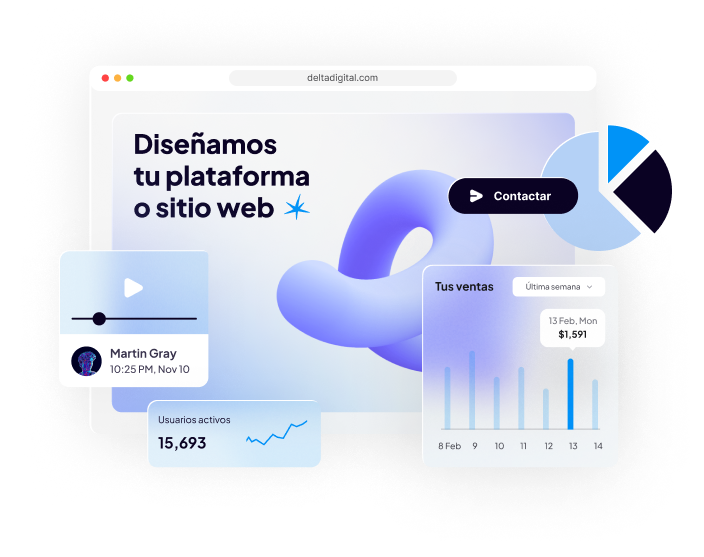 deltadigital.com
Diseñamos
tu plataforma
o sitio web
Contactar
Tus ventas
Última semana
13 Feb, Mon
$1,591
8 Feb 9 10 11 12 13 14
Martin Gray
10:25 PM, Nov 10
Usuarios activos
15,693